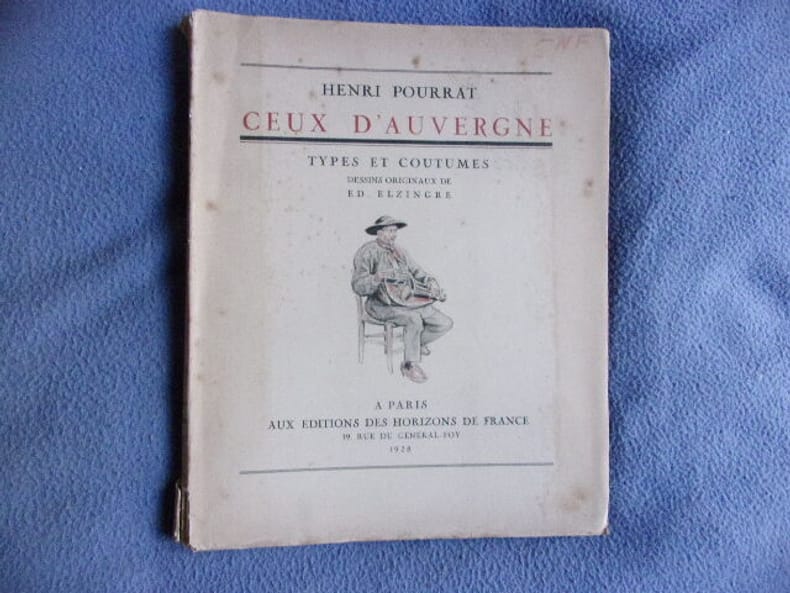 HENRI POURRAT
CEUX D'AUVERGNE
TYPES ET COUTUMES
DESSINS ORIGINAUX DE
ED. ELZINGRE
A PARIS
AUX EDITIONS DES HORIZONS DE FRANCE
39, RUE DU GÉNÉRAL-FOY
1928